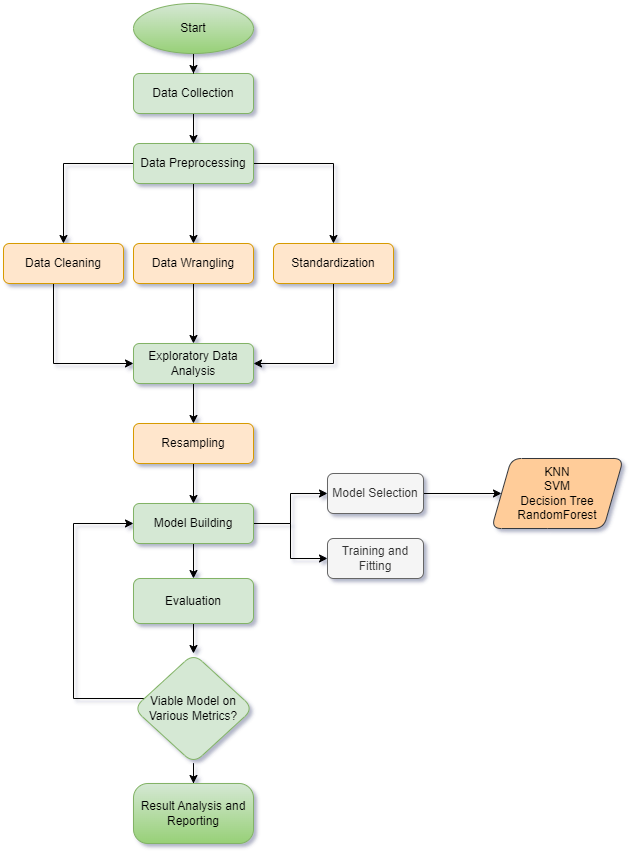 Start
Data Collection
Data Preprocessing
Data Cleaning
Data Wrangling
Standardization
Exploratory Data
Analysis
Resampling
Model Building
Model Selection
KNN
SVM
Decision Tree
RandomForest
Training and
Fitting
Evaluation
Viable Model on
Various Metrics?
Result Analysis and
Reporting